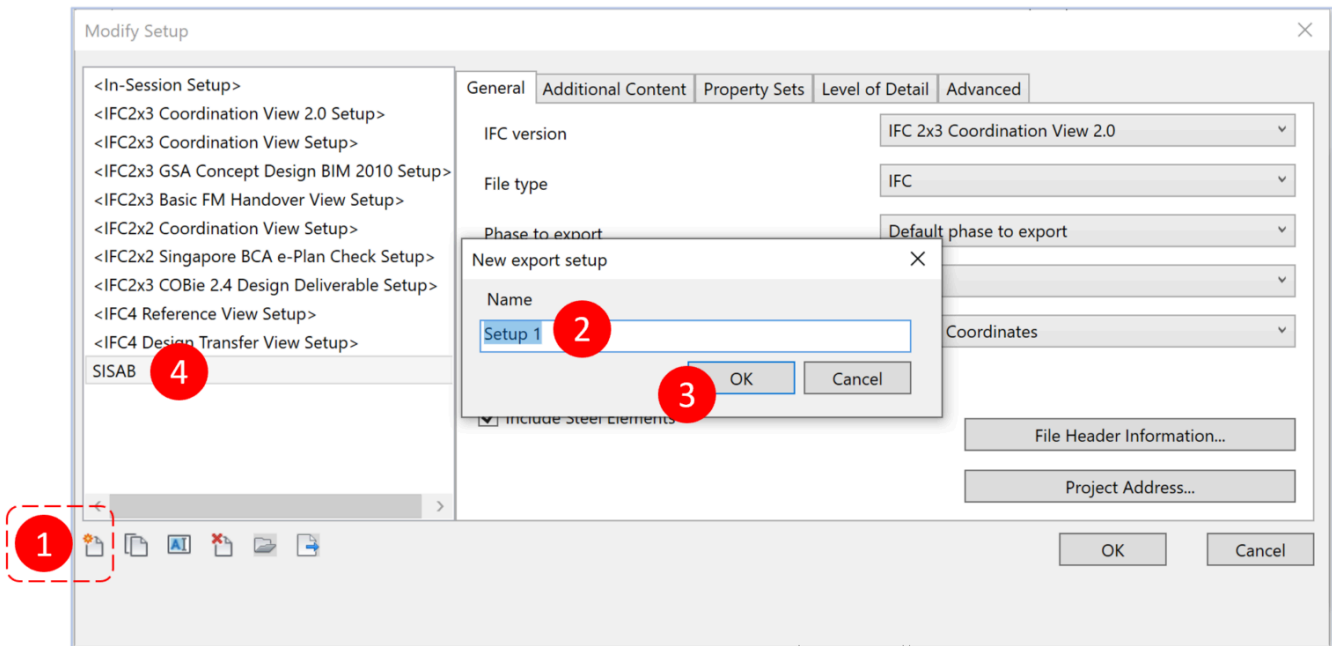 Modify Setup
<In-Session Setup>
<IFC2x3 Coordination View 2.0 Setup>
<IFC2x3 Coordination View Setup>
<IFC2x3 GSA Concept Design BIM 2010 Setup>
<IFC2x3 Basic FM Handover View Setup>
<IFC2x2 Coordination View Setup>
<IFC2x2 Singapore BCA e-Plan Check Setup>
<IFC2x3 COBie 2.4 Design Deliverable Setup>
<IFC4 Reference View Setup>
<IFC4 Design Transfer View Setup>
SISAB 4
General Additional Content Property Sets Level of Detail Advanced
IFC version IFC 2x3 Coordination View 2.0
File type IFC
Phase to export Default phase to export
Coordinates
New export setup
Name
Setup 1 2
3 OK Cancel
Include Steel Elements
File Header Information...
Project Address...
1
AI
OK Cancel